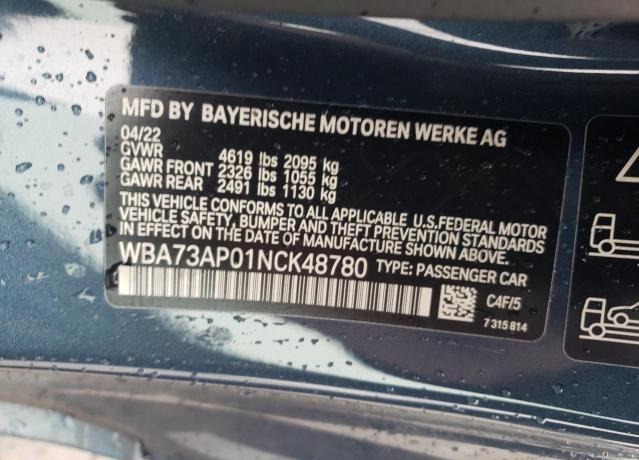 MFD BY BAYERISCHE MOTOREN WERKE AG
04/22
GVWR 4619 lbs 2095 kg
GAWR FRONT 2326 lbs 1055 kg
GAWR REAR 2491 lbs 1130 kg
THIS VEHICLE CONFORMS TO ALL APPLICABLE U.S.FEDERAL MOTOR
VEHICLE SAFETY, BUMPER AND THEFT PREVENTION STANDARDS
IN EFFECT ON THE DATE OF MANUFACTURE SHOWN ABOVE.
WBA73AP01NCK48780 TYPE: PASSENGER CAR
C4F/5
7315814